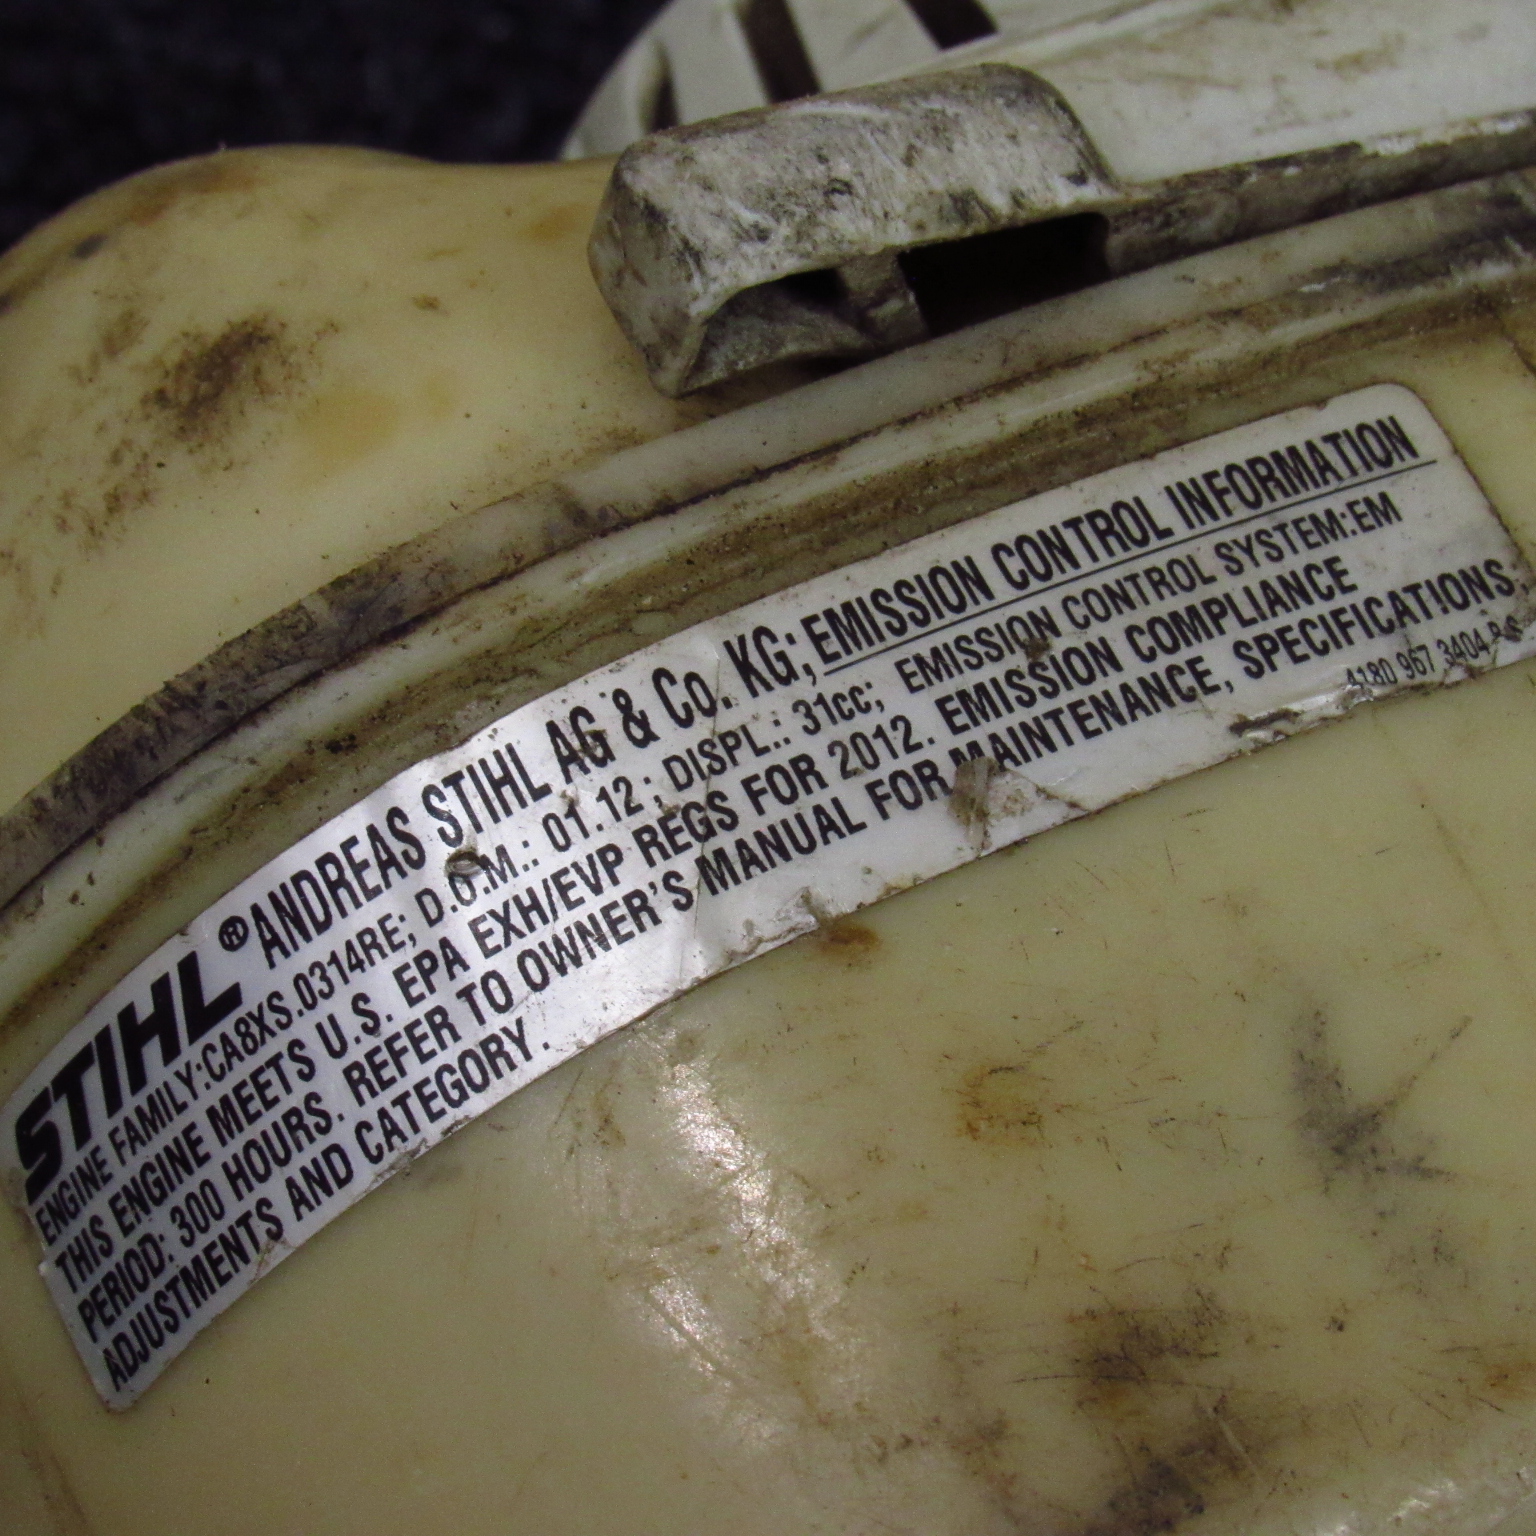 STIHL ® ANDREAS STIHL AG & Co. KG; EMISSION CONTROL INFORMATION
ENGINE FAMILY:CA8XS.0314RE; D.O.M.: 01.12 ; DISPL.: 31cc; EMISSION CONTROL SYSTEM:EM
THIS ENGINE MEETS U.S. EPA EXH/EVP REGS FOR 2012. EMISSION COMPLIANCE
PERIOD: 300 HOURS. REFER TO OWNER'S MANUAL FOR MAINTENANCE, SPECIFICATIONS,
ADJUSTMENTS AND CATEGORY.
4180 967 3404